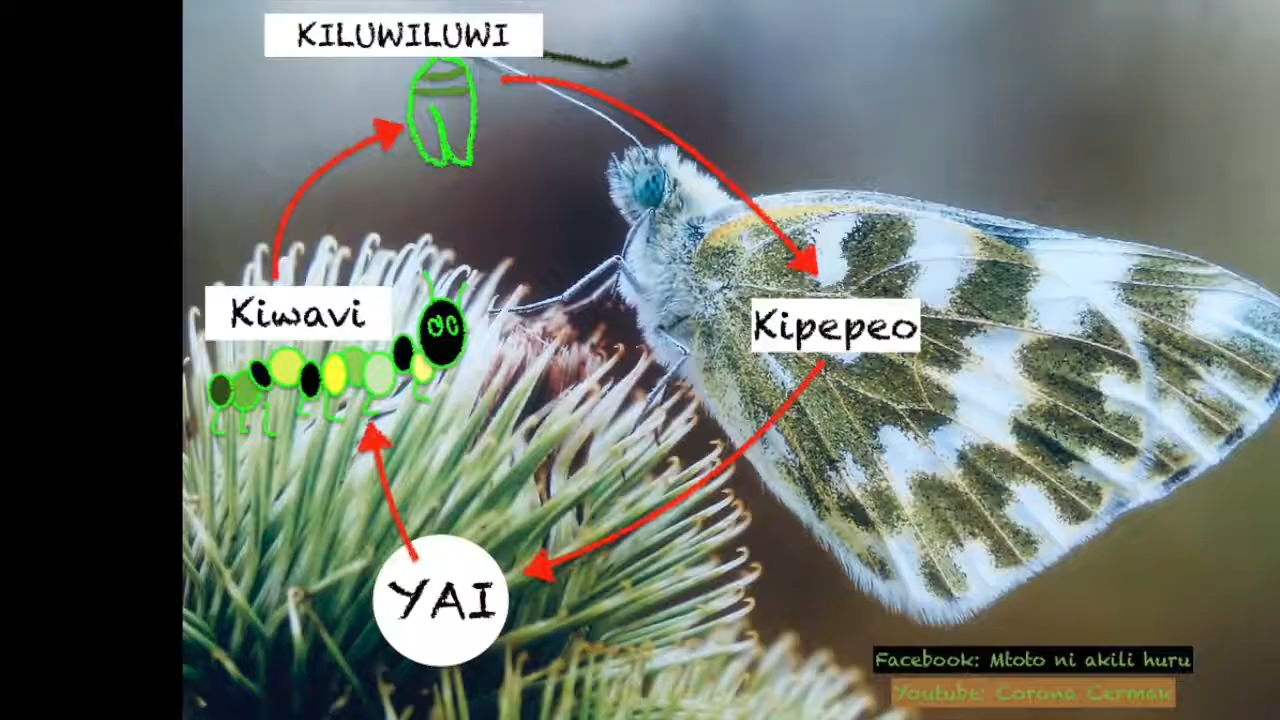 KILUWILUWI
Kiwavi
Kipepeo
YAI
Facebook: Mtoto ni akili huru
Youtube: Corona Cermak